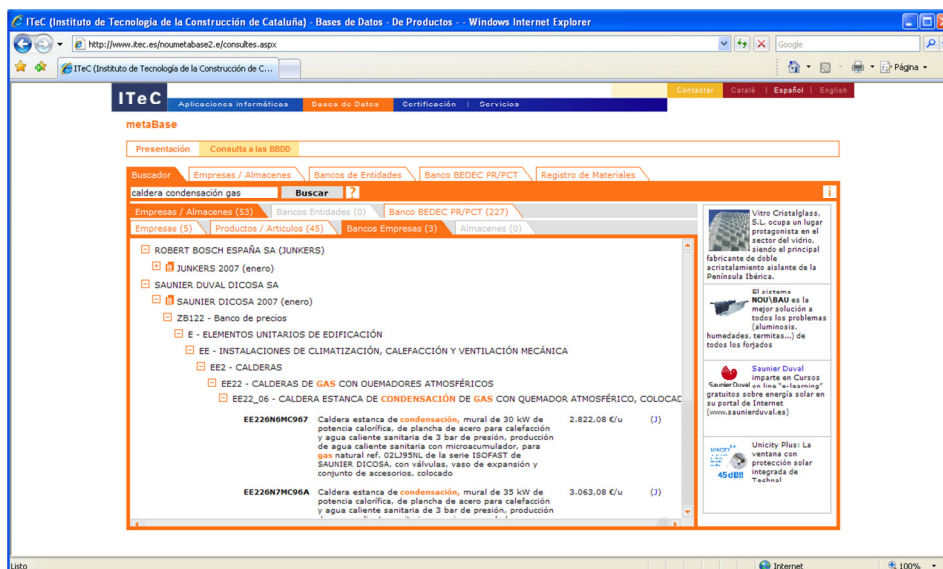 ITeC (Instituto de Tecnología de la Construcción de Cataluña) - Bases de Datos - De Productos - - Windows Internet Explorer
http://www.itec.es/noumetabase2.e/consultes.aspx
Google
ITeC (Instituto de Tecnología de la Construcción de C...
Página
Contactar Català | Español | English
ITeC
Aplicaciones informáticas Bases de Datos Certificación | Servicios
metaBase
Presentación Consulta a las BBDD
Buscador Empresas / Almacenes Bancos de Entidades Banco BEDEC PR/PCT Registro de Materiales
caldera condensación gas Buscar ? i
Empresas / Almacenes (53) Bancos Entidades (0) Banco BEDEC PR/PCT (227)
Empresas (5) Productos / Artículos (45) Bancos Empresas (3) Almacenes (0)
ROBERT BOSCH ESPAÑA SA (JUNKERS)
JUNKERS 2007 (enero)
SAUNIER DUVAL DICOSA SA
SAUNIER DICOSA 2007 (enero)
ZB122 - Banco de precios
E - ELEMENTOS UNITARIOS DE EDIFICACIÓN
EE - INSTALACIONES DE CLIMATIZACIÓN, CALEFACCIÓN Y VENTILACIÓN MECÁNICA
EE2 - CALDERAS
EE22 - CALDERAS DE GAS CON QUEMADORES ATMOSFÉRICOS
EE22_06 - CALDERA ESTANCA DE CONDENSACIÓN DE GAS CON QUEMADOR ATMOSFÉRICO, COLOCAD
EE226N6MC967 Caldera estanca de condensación, mural de 30 kW de 2.822,08 €/u (J)
potencia calorífica, de plancha de acero para calefacción
y agua caliente sanitaria de 3 bar de presión, producción
de agua caliente sanitaria con microacumulador, para
gas natural ref. 02LJ95NL de la serie ISOFAST de
SAUNIER DICOSA, con válvulas, vaso de expansión y
conjunto de accesorios, colocado
EE226N7MC96A Caldera estanca de condensación, mural de 35 kW de 3.063,08 €/u (J)
potencia calorífica, de plancha de acero para calefacción
y agua caliente sanitaria de 3 bar de presión, producción
Vitro Cristalglass,
S.L. ocupa un lugar
protagonista en el
sector del vidrio,
siendo el principal
fabricante de doble
acristalamiento aislante de la
Península Ibérica.
El sistema
NOU\BAU es la
mejor solución a
todos los problemas
(aluminosis,
humedades, termitas...) de
todos los forjados
Saunier Duval
imparte en Cursos
Saunier Duval on line "e-learning"
gratuitos sobre energía solar en
su portal de Internet
(www.saunierduval.es)
Unicity Plus: La
ventana con
protección solar
integrada de
Technal
45dB!!
Listo Internet 100%